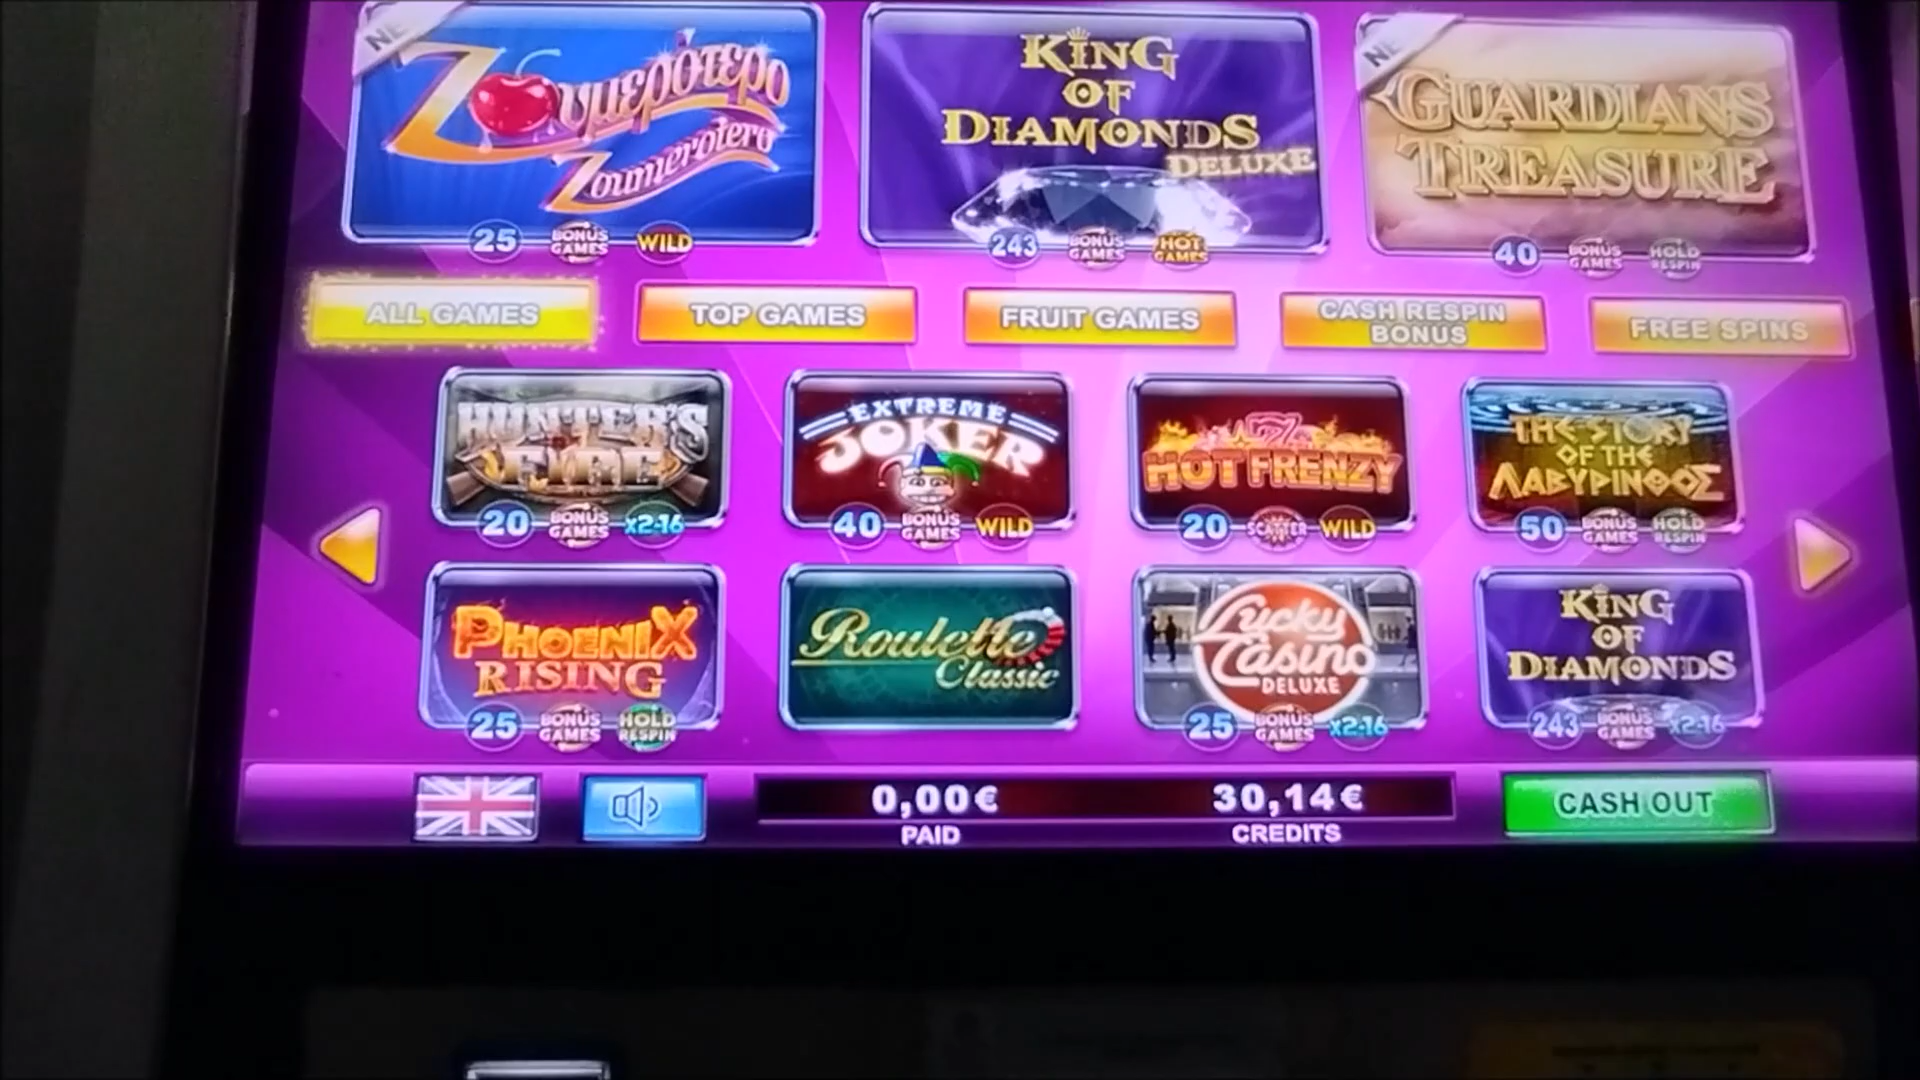 NE
Ζουμερότερο
Zoumerotero
25 BONUS GAMES WILD
KING
OF
DIAMONDS
DELUXE
243 BONUS GAMES HOT GAMES
NE
GUARDIANS
TREASURE
40 BONUS GAMES HOLD RESPIN
ALL GAMES
TOP GAMES
FRUIT GAMES
CASH RESPIN
BONUS
FREE SPINS
HUNTER'S
FIRE
20 BONUS GAMES x2-16
EXTREME
JOKER
40 BONUS GAMES WILD
7
HOT FRENZY
20 SCATTER WILD
THE STORY
OF THE
ΛΑΒΥΡΙΝΘΟΣ
50 BONUS GAMES HOLD RESPIN
PHOENIX
RISING
25 BONUS GAMES HOLD RESPIN
Roulette
Classic
Lucky
Casino
DELUXE
25 BONUS GAMES x2-16
KING
OF
DIAMONDS
243 BONUS GAMES x2-16
0,00€
PAID
30,14€
CREDITS
CASH OUT